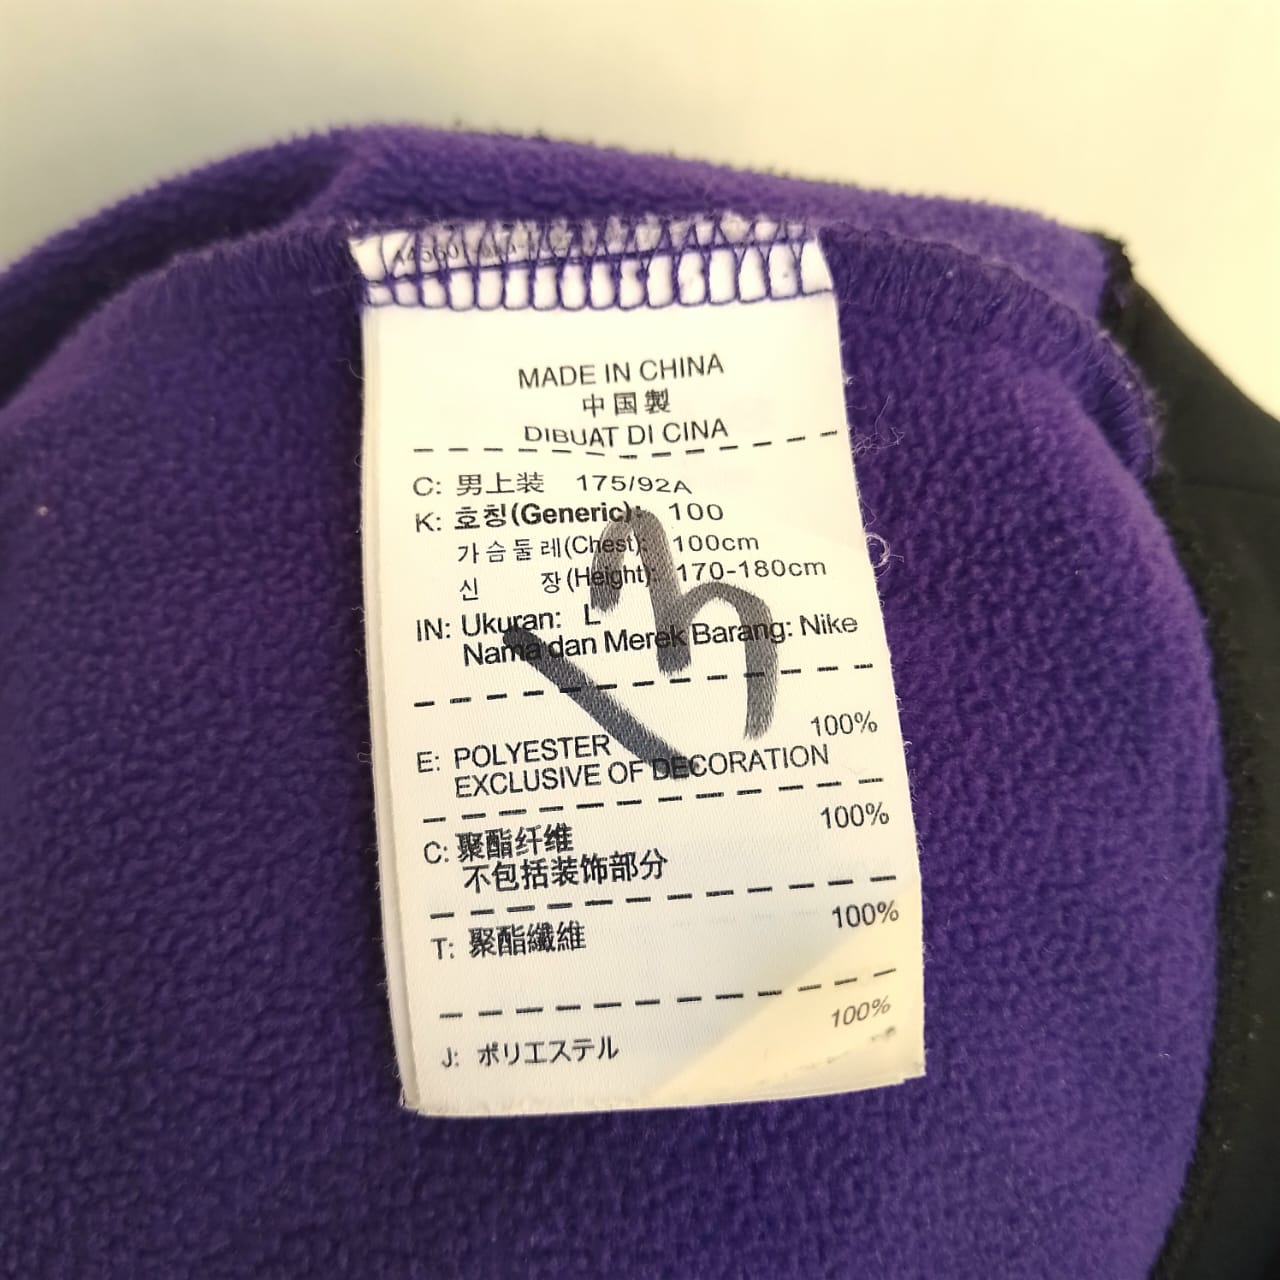 MADE IN CHINA
中国製
DIBUAT DI CINA
C: 男上装 175/92A
K: 호칭(Generic): 100
가슴둘레(Chest): 100cm
신 장(Height): 170-180cm
IN: Ukuran: L
Nama dan Merek Barang: Nike
100%
E: POLYESTER
EXCLUSIVE OF DECORATION
100%
C: 聚酯纤维
不包括装饰部分
100%
T: 聚酯纖維
100%
J: ポリエステル